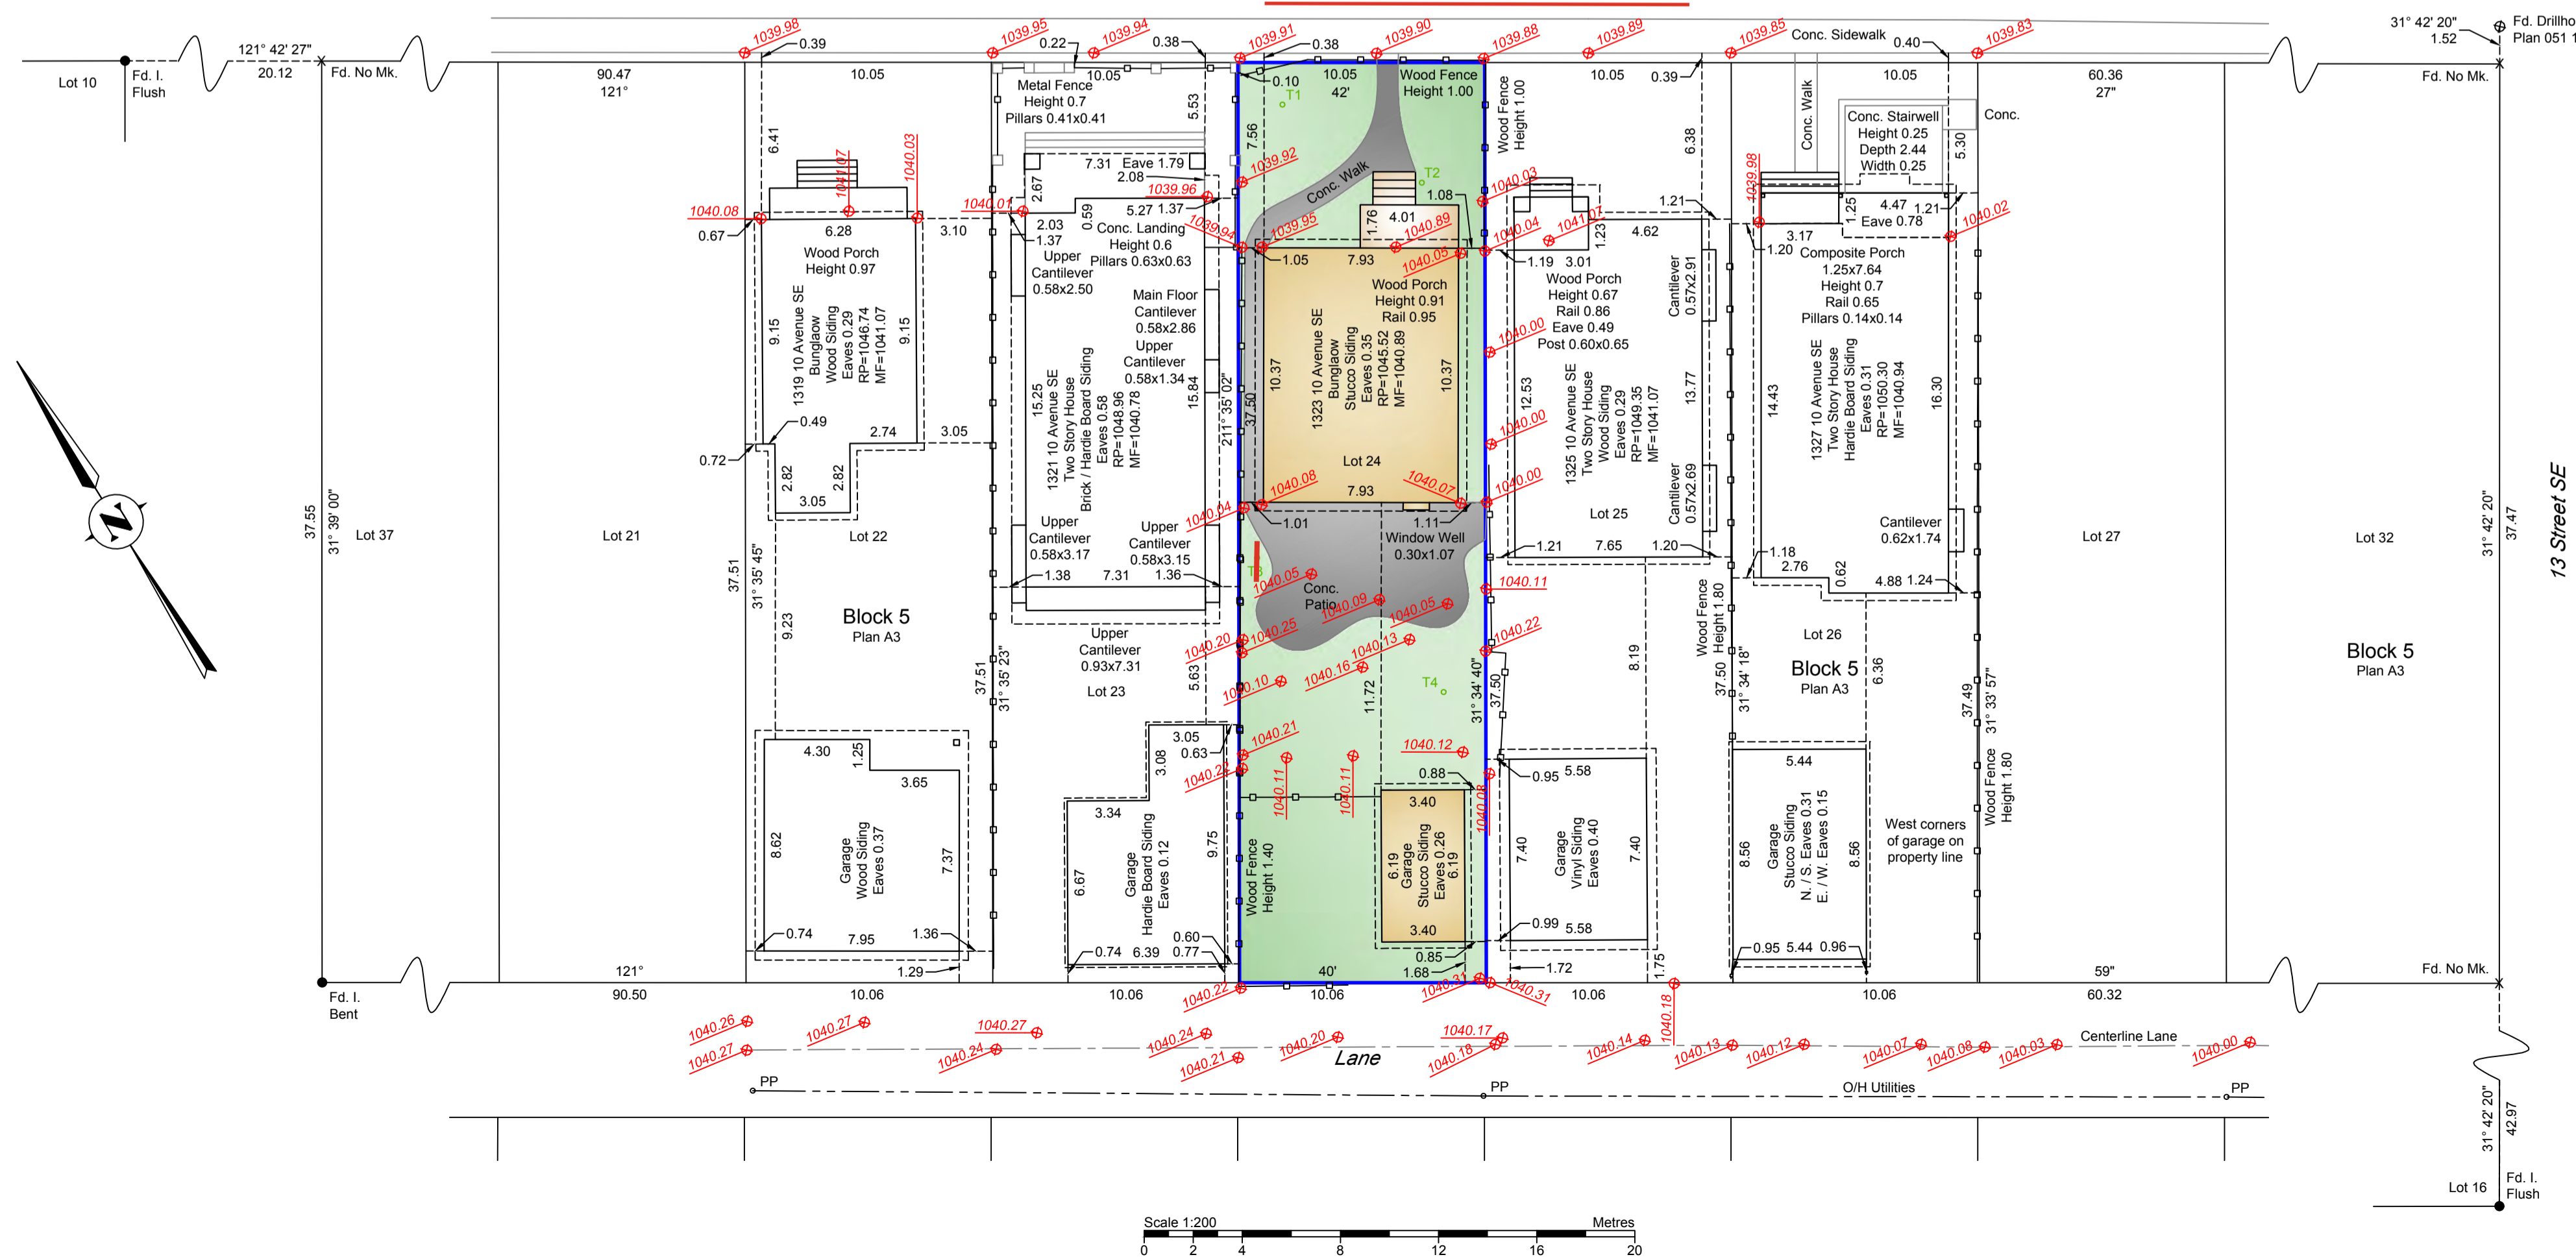 1039.98
1039.95
1039.94
1039.91
1039.90
1039.88
1039.89
1039.85
1039.83
Conc. Sidewalk
31° 42' 20"
1.52
Fd. Drillho
Plan 051 1
121° 42' 27"
20.12
Fd. No Mk.
Lot 10
Fd. I.
Flush
0.39
0.22
0.38
0.38
0.39
0.40
90.47
121°
10.05
10.05
10.05
42'
10.05
10.05
60.36
27"
Fd. No Mk.
Metal Fence
Height 0.7
Pillars 0.41x0.41
5.53
0.10
T1
7.56
Wood Fence
Height 1.00
Wood Fence
Height 1.00
6.38
Conc. Walk
Conc. Stairwell
Height 0.25
Depth 2.44
Width 0.25
Conc.
5.30
6.41
1041.07
1040.03
1040.08
0.67
6.28
3.10
Wood Porch
Height 0.97
1319 10 Avenue SE
Bunglaow
Wood Siding
Eaves 0.29
RP=1046.74
MF=1041.07
9.15
9.15
0.49
2.74
3.05
0.72
2.82
2.82
3.05
7.31
Eave 1.79
2.08
2.67
1039.96
1040.01
2.03
0.59
5.27
1.37
1.37
Conc. Landing
Height 0.6
Pillars 0.63x0.63
Upper
Cantilever
0.58x2.50
Main Floor
Cantilever
0.58x2.86
Upper
Cantilever
0.58x1.34
1321 10 Avenue SE
Two Story House
Brick / Hardie Board Siding
Eaves 0.58
RP=1048.96
MF=1040.78
15.25
15.84
211° 35' 02"
37.50
Upper
Cantilever
0.58x3.17
Upper
Cantilever
0.58x3.15
1.38
7.31
1.36
Upper
Cantilever
0.93x7.31
Lot 23
5.63
Conc. Walk
1039.92
T2
1.08
1040.03
1.76
4.01
1039.94
1039.95
1040.89
1040.05
1040.04
1.05
7.93
Wood Porch
Height 0.91
Rail 0.95
1323 10 Avenue SE
Bunglaow
Stucco Siding
Eaves 0.35
RP=1045.52
MF=1040.89
10.37
10.37
1040.00
1040.00
Lot 24
1040.08
7.93
1040.07
1040.00
1040.04
1.01
1.11
Window Well
0.30x1.07
1040.05
Conc.
Patio
1040.09
1040.05
1040.11
1040.20
1040.25
1040.13
1040.22
1040.16
1040.10
11.72
T4
31° 34' 40"
37.50
1040.21
1040.22
1040.11
1040.11
1040.12
1040.08
0.88
3.40
6.19
Garage
Stucco Siding
Eaves 0.26
6.19
3.40
Wood Fence
Height 1.40
0.85
1.68
40'
1040.31
1040.31
1040.22
1041.07
1.23
4.62
1.21
1.19
3.01
Wood Porch
Height 0.67
Rail 0.86
Eave 0.49
Post 0.60x0.65
Cantilever
0.57x2.91
1325 10 Avenue SE
Two Story House
Wood Siding
Eaves 0.29
RP=1049.35
MF=1041.07
12.53
13.77
Cantilever
0.57x2.69
Lot 25
1.21
7.65
1.20
Wood Fence
Height 1.80
8.19
0.95
5.58
7.40
Garage
Vinyl Siding
Eaves 0.40
7.40
0.99
5.58
1.72
1.75
1039.98
1.25
4.47
1.21
Eave 0.78
1040.02
3.17
1.20
Composite Porch
1.25x7.64
Height 0.7
Rail 0.65
Pillars 0.14x0.14
1327 10 Avenue SE
Two Story House
Hardie Board Siding
Eaves 0.31
RP=1050.30
MF=1040.94
14.43
16.30
Cantilever
0.62x1.74
1.18
2.76
0.62
4.88
1.24
Lot 26
Block 5
Plan A3
6.36
37.50
31° 34' 18"
37.49
31° 33' 57"
Wood Fence
Height 1.80
5.44
8.56
Garage
Stucco Siding
N. / S. Eaves 0.31
E. / W. Eaves 0.15
8.56
West corners
of garage on
property line
0.95
5.44
0.96
N
37.55
31° 39' 00"
Lot 37
Lot 21
37.51
31° 35' 45"
Lot 22
Block 5
Plan A3
9.23
37.51
31° 35' 23"
4.30
1.25
3.65
8.62
Garage
Wood Siding
Eaves 0.37
7.37
0.74
7.95
1.36
1.29
3.05
0.63
3.08
3.34
6.67
Garage
Hardie Board Siding
Eaves 0.12
9.75
0.60
0.74
6.39
0.77
Lot 27
Lot 32
Block 5
Plan A3
31° 42' 20"
37.47
13 Street SE
Fd. No Mk.
59"
60.32
Fd. I.
Bent
121°
90.50
10.06
10.06
10.06
10.06
10.06
1040.18
1040.26
1040.27
1040.27
1040.27
1040.24
1040.24
1040.21
1040.20
1040.17
1040.18
1040.14
1040.13
1040.12
1040.07
1040.08
1040.03
1040.00
Centerline Lane
Lane
PP
PP
O/H Utilities
PP
31° 42' 20"
42.97
Lot 16
Fd. I.
Flush
Scale 1:200
Metres
0 2 4 8 12 16 20